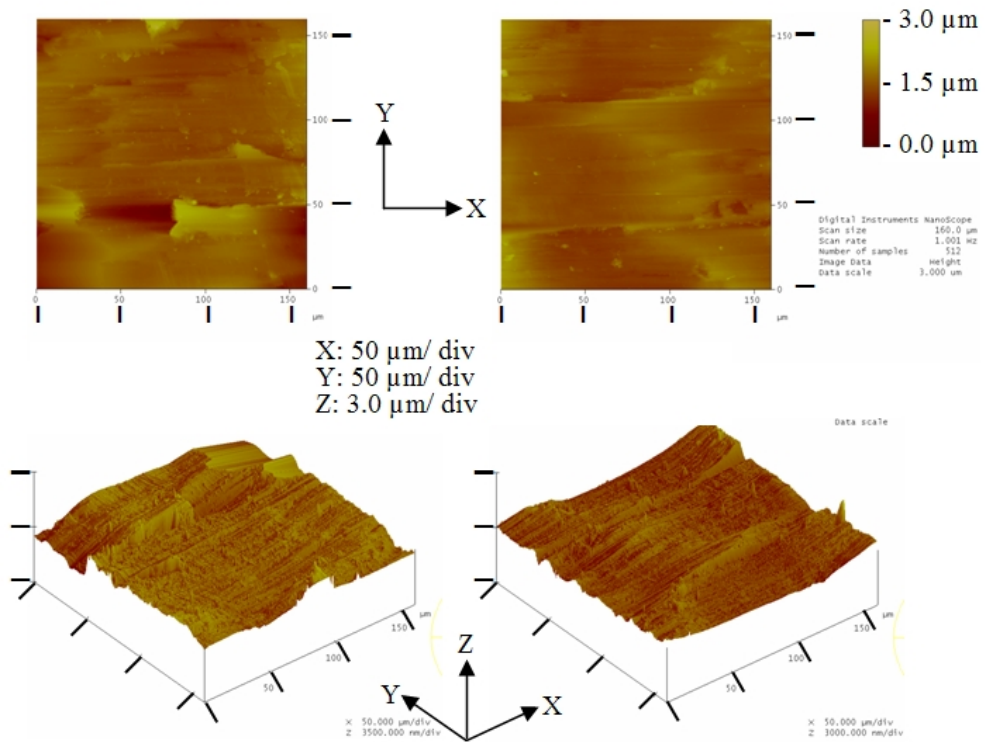 3.0 µm
1.5 µm
0.0 µm
150
100
50
0
50
100
150
µm
Y
X
150
100
50
0
50
100
150
µm
Digital Instruments NanoScope
Scan size 160.0 µm
Scan rate 1.001 Hz
Number of samples 512
Image Data Height
Data scale 3.000 um
X: 50 µm/ div
Y: 50 µm/ div
Z: 3.0 µm/ div
Data scale
µm
150
100
50
X 50.000 µm/div
Z 3500.000 nm/div
Z
Y
X
µm
150
100
50
X 50.000 µm/div
Z 3000.000 nm/div